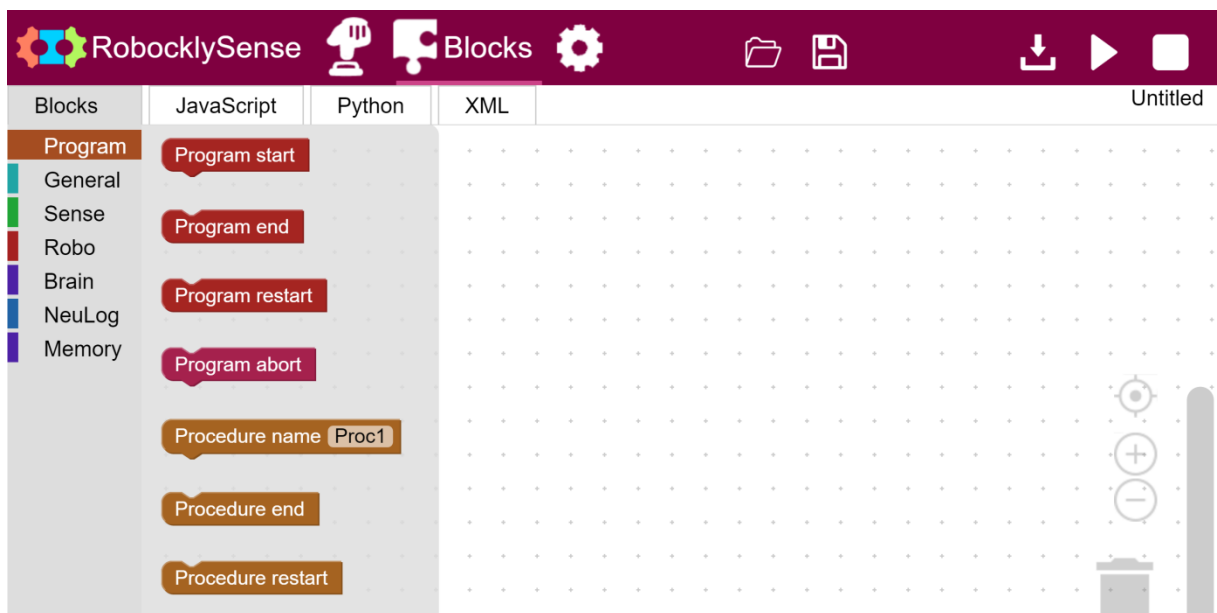 RobocklySense Blocks
Blocks JavaScript Python XML Untitled
Program
General
Sense
Robo
Brain
NeuLog
Memory
Program start
Program end
Program restart
Program abort
Procedure name Proc1
Procedure end
Procedure restart